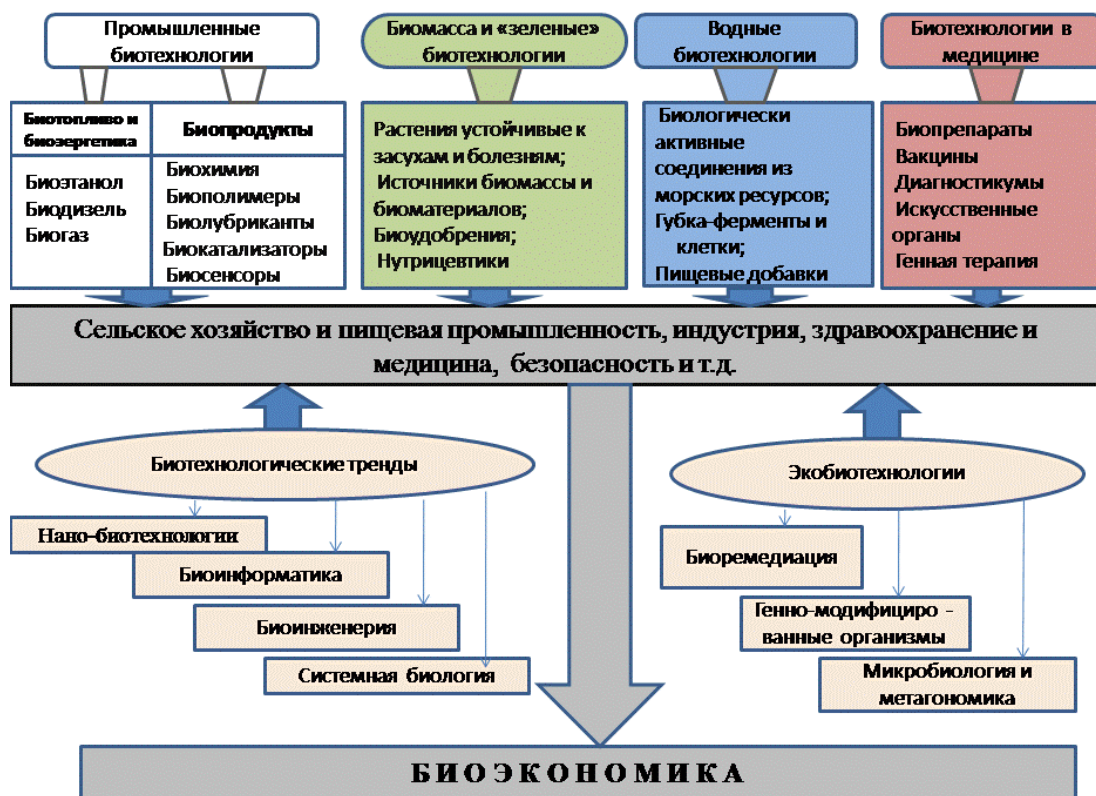 Промышленные
биотехнологии
Биомасса и «зеленые»
биотехнологии
Водные
биотехнологии
Биотехнологии в
медицине
Биотопливо и
биоэнергетика
Биоэтанол
Биодизель
Биогаз
Биопродукты
Биохимия
Биополимеры
Биолубриканты
Биокатализаторы
Биосенсоры
Растения устойчивые к
засухам и болезням;
Источники биомассы и
биоматериалов;
Биоудобрения;
Нутрицевтики
Биологически
активные
соединения из
морских ресурсов;
Губка-ферменты и
клетки;
Пищевые добавки
Биопрепараты
Вакцины
Диагностикумы
Искусственные
органы
Генная терапия
Сельское хозяйство и пищевая промышленность, индустрия, здравоохранение и
медицина, безопасность и т.д.
Биотехнологические тренды
Нано-биотехнологии
Биоинформатика
Биоинженерия
Системная биология
Экобиотехнологии
Биоремедиация
Генно-модифициро -
ванные организмы
Микробиология и
метагономика
Б И О Э К О Н О М И К А